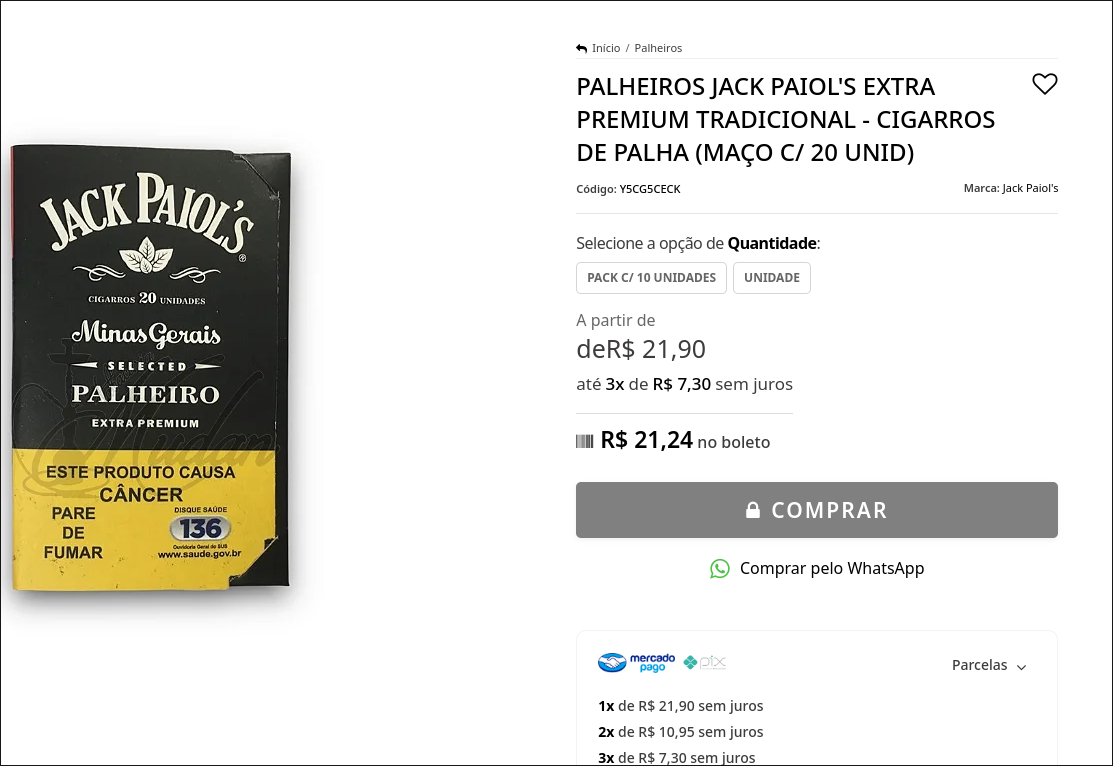 Início / Palheiros
PALHEIROS JACK PAIOL'S EXTRA
PREMIUM TRADICIONAL - CIGARROS
DE PALHA (MAÇO C/ 20 UNID)
Código: Y5CG5CECK
Marca: Jack Paiol's
Selecione a opção de Quantidade:
PACK C/ 10 UNIDADES
UNIDADE
A partir de
deR$ 21,90
até 3x de R$ 7,30 sem juros
R$ 21,24 no boleto
COMPRAR
Comprar pelo WhatsApp
mercado
pago
pix
Parcelas
1x de R$ 21,90 sem juros
2x de R$ 10,95 sem juros
3x de R$ 7,30 sem juros
JACK PAIOL'S
CIGARROS 20 UNIDADES
Minas Gerais
SELECTED
PALHEIRO
EXTRA PREMIUM
ESTE PRODUTO CAUSA
CÂNCER
PARE
DE
FUMAR
DISQUE SAÚDE
136
Ouvidoria Geral do SUS
www.saude.gov.br